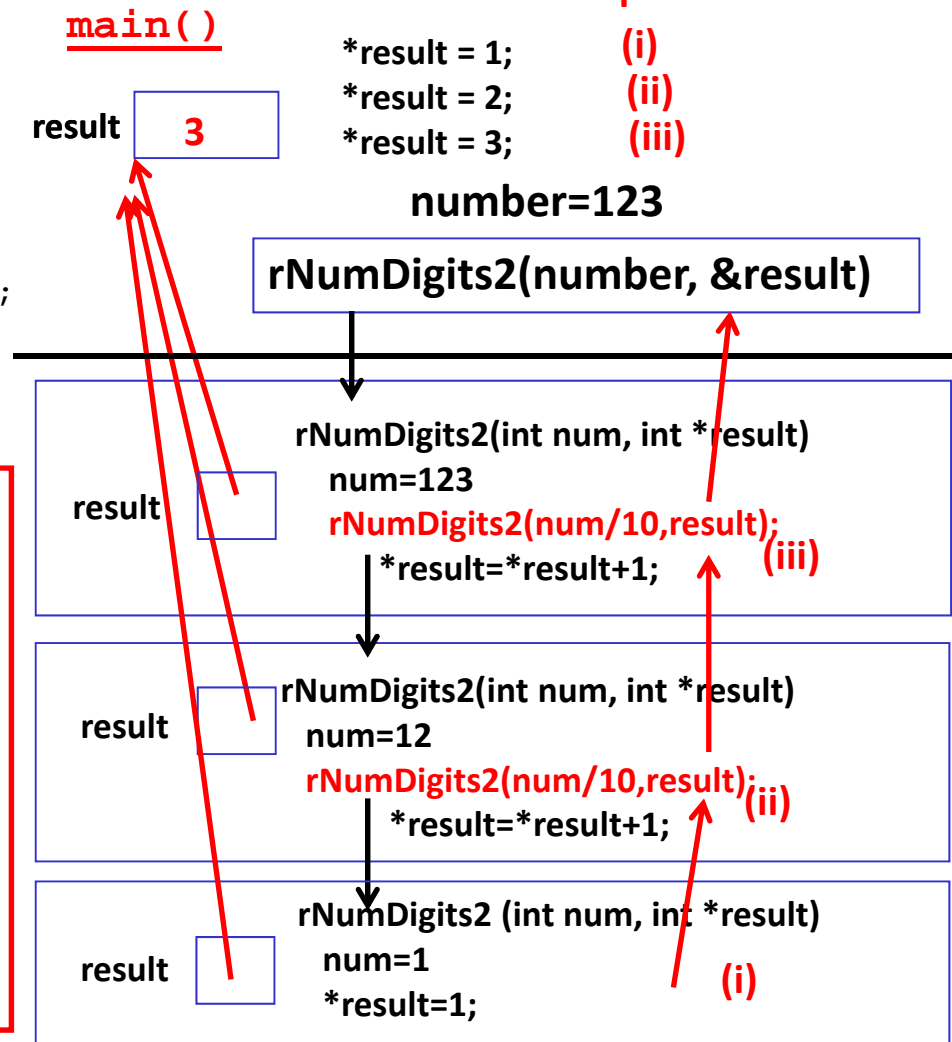 main()
*result = 1; (i)
*result = 2; (ii)
*result = 3; (iii)
result 3
number=123
rNumDigits2(number, &result)
;
rNumDigits2(int num, int *result)
num=123
result
rNumDigits2(num/10,result);
*result=*result+1; (iii)
rNumDigits2(int num, int *result)
result
num=12
rNumDigits2(num/10,result);
(ii)
*result=*result+1;
rNumDigits2 (int num, int *result)
result
num=1
(i)
*result=1;